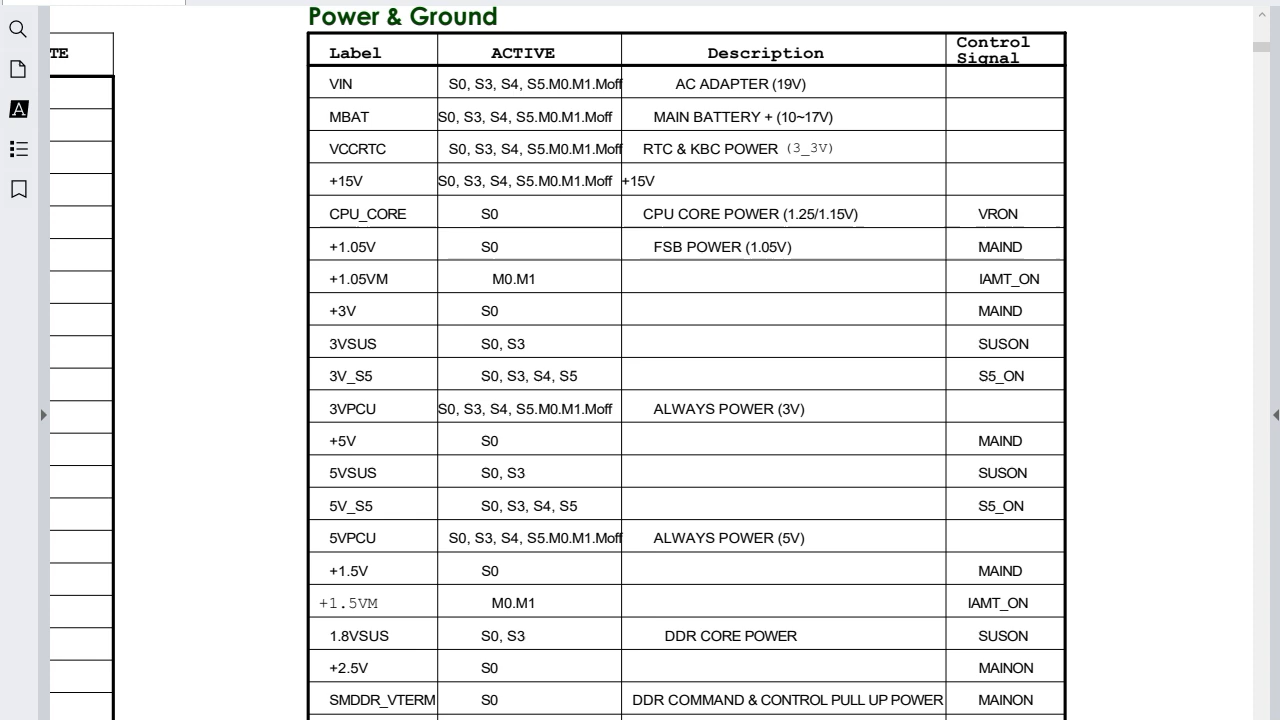 Power & Ground
TE
Label ACTIVE Description Control Signal
VIN S0, S3, S4, S5.M0.M1.Moff AC ADAPTER (19V)
MBAT S0, S3, S4, S5.M0.M1.Moff MAIN BATTERY + (10~17V)
VCCRTC S0, S3, S4, S5.M0.M1.Moff RTC & KBC POWER (3_3V)
+15V S0, S3, S4, S5.M0.M1.Moff +15V
CPU_CORE S0 CPU CORE POWER (1.25/1.15V) VRON
+1.05V S0 FSB POWER (1.05V) MAIND
+1.05VM M0.M1 IAMT_ON
+3V S0 MAIND
3VSUS S0, S3 SUSON
3V_S5 S0, S3, S4, S5 S5_ON
3VPCU S0, S3, S4, S5.M0.M1.Moff ALWAYS POWER (3V)
+5V S0 MAIND
5VSUS S0, S3 SUSON
5V_S5 S0, S3, S4, S5 S5_ON
5VPCU S0, S3, S4, S5.M0.M1.Moff ALWAYS POWER (5V)
+1.5V S0 MAIND
+1.5VM M0.M1 IAMT_ON
1.8VSUS S0, S3 DDR CORE POWER SUSON
+2.5V S0 MAINON
SMDDR_VTERM S0 DDR COMMAND & CONTROL PULL UP POWER MAINON